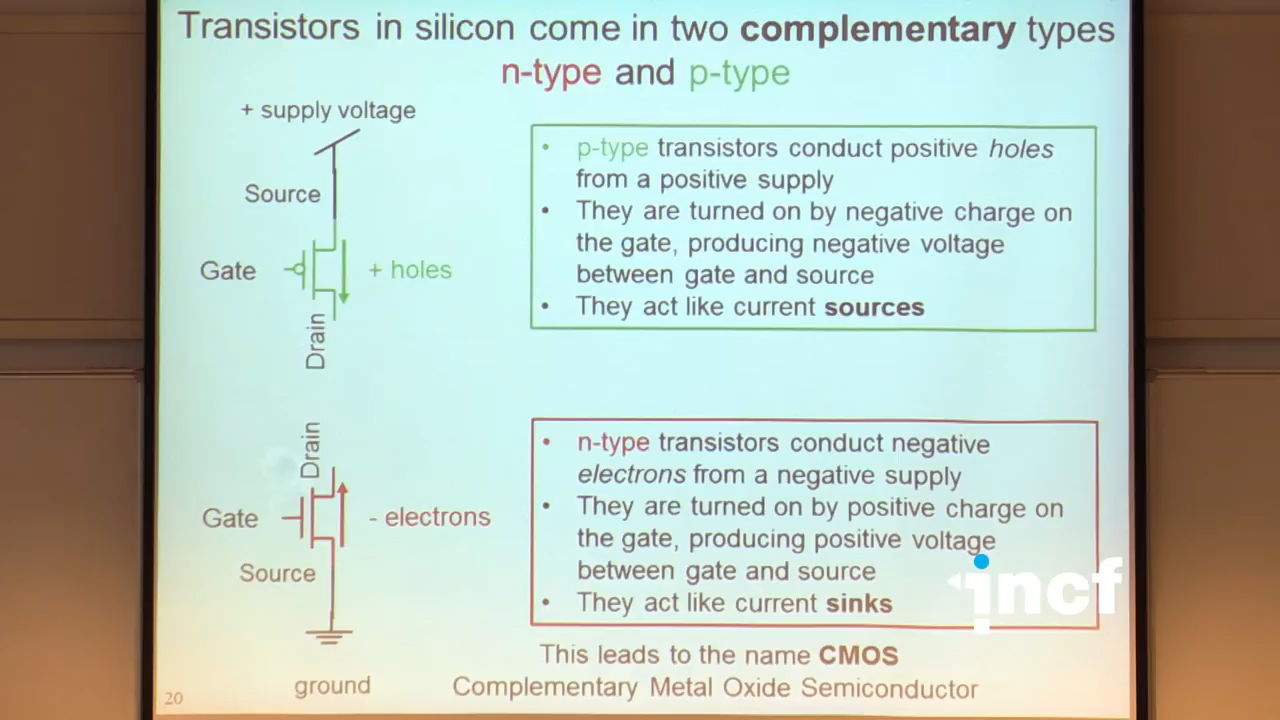 Transistors in silicon come in two complementary types
n-type and p-type
+ supply voltage
Source
Gate
+ holes
Drain
• p-type transistors conduct positive holes
from a positive supply
• They are turned on by negative charge on
the gate, producing negative voltage
between gate and source
• They act like current sources
Drain
Gate
- electrons
Source
ground
• n-type transistors conduct negative
electrons from a negative supply
• They are turned on by positive charge on
the gate, producing positive voltage
between gate and source
• They act like current sinks
incf
This leads to the name CMOS
Complementary Metal Oxide Semiconductor
20